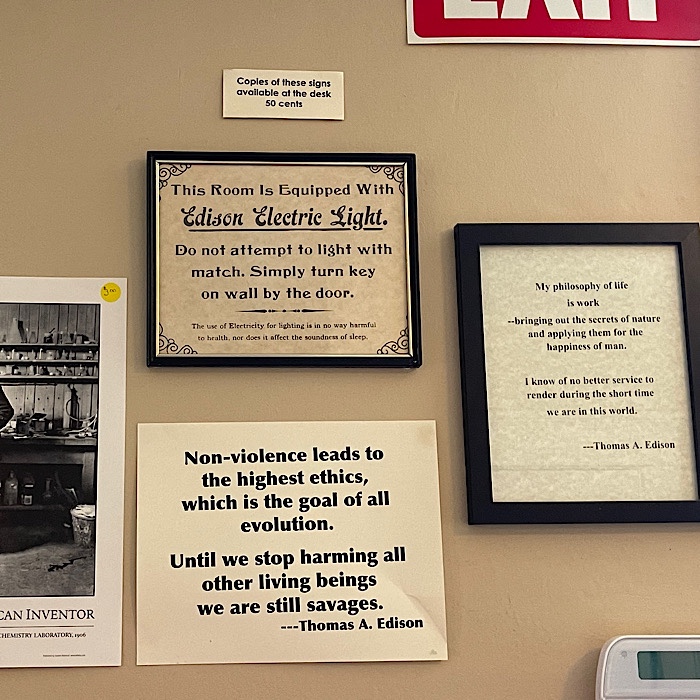 EXIT
Copies of these signs
available at the desk
50 cents
This Room Is Equipped With
Edison Electric Light.
Do not attempt to light with
match. Simply turn key
on wall by the door.
The use of Electricity for lighting is in no way harmful
to health, nor does it affect the soundness of sleep.
My philosophy of life
is work
--bringing out the secrets of nature
and applying them for the
happiness of man.
I know of no better service to
render during the short time
we are in this world.
---Thomas A. Edison
Non-violence leads to
the highest ethics,
which is the goal of all
evolution.
Until we stop harming all
other living beings
we are still savages.
---Thomas A. Edison
CAN INVENTOR
CHEMISTRY LABORATORY, 1906